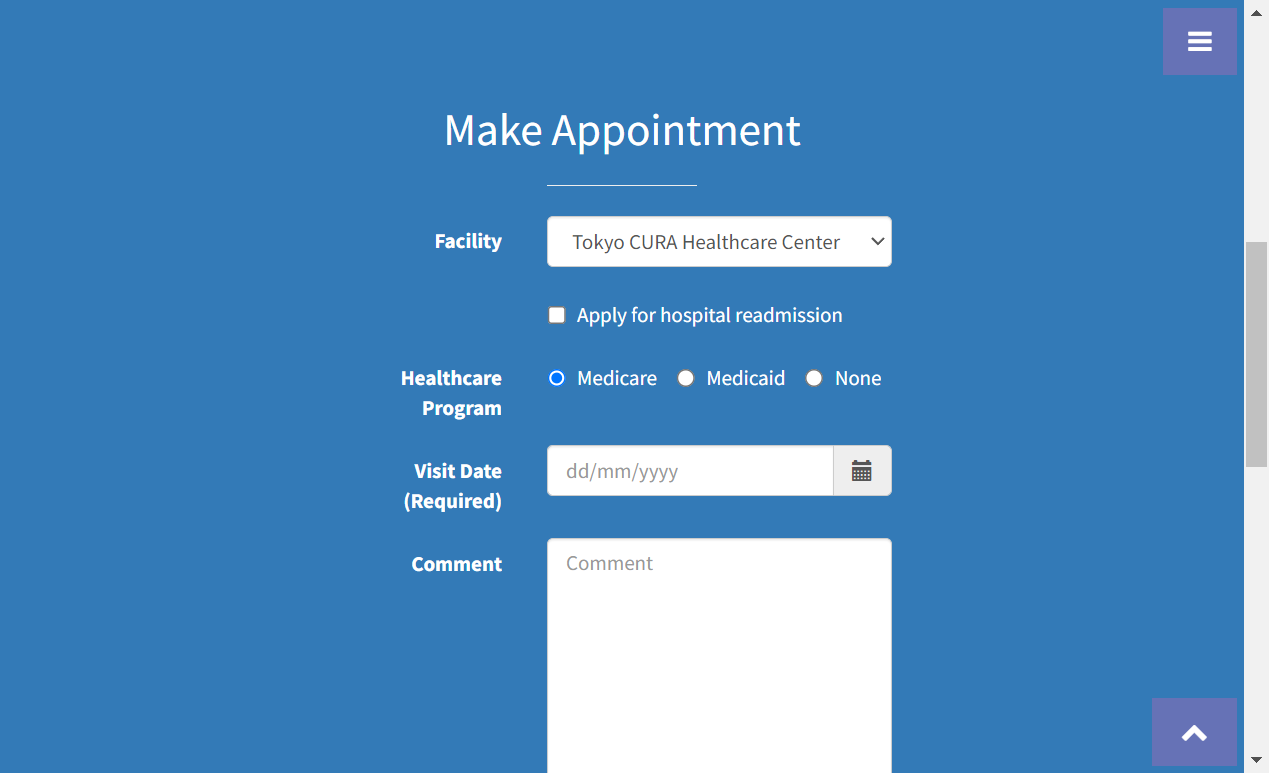 Make Appointment
Facility
Tokyo CURA Healthcare Center
Apply for hospital readmission
Healthcare
Program
Medicare Medicaid None
Visit Date
(Required)
dd/mm/yyyy
Comment
Comment